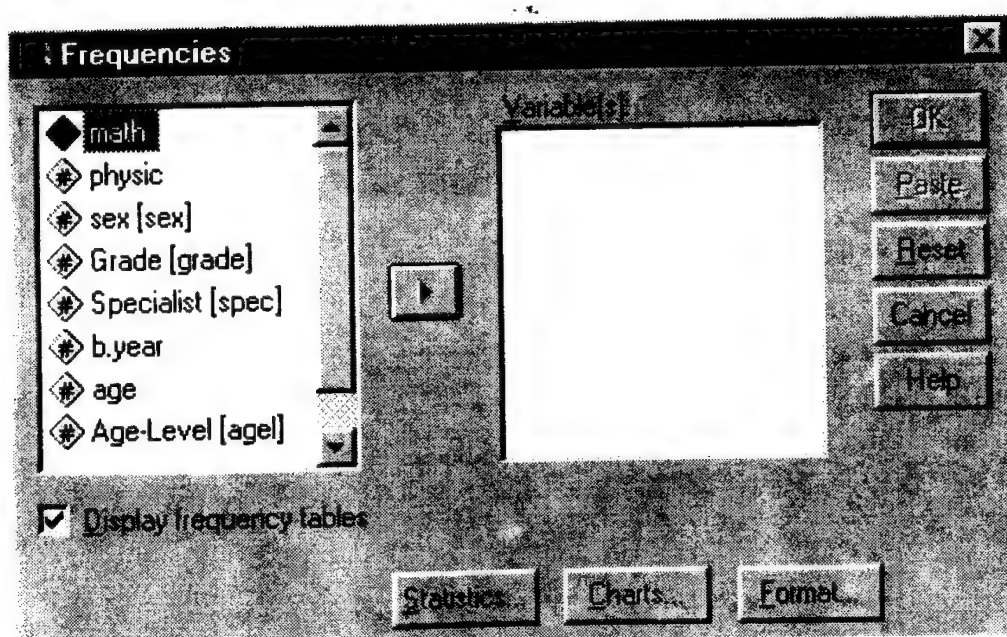 Frequencies
math
physic
sex [sex]
Grade [grade]
Specialist [spec]
b.year
age
Age-Level [agel]
Display frequency tables
Variable(s):
OK
Paste
Reset
Cancel
Help
Statistics...
Charts...
Format...